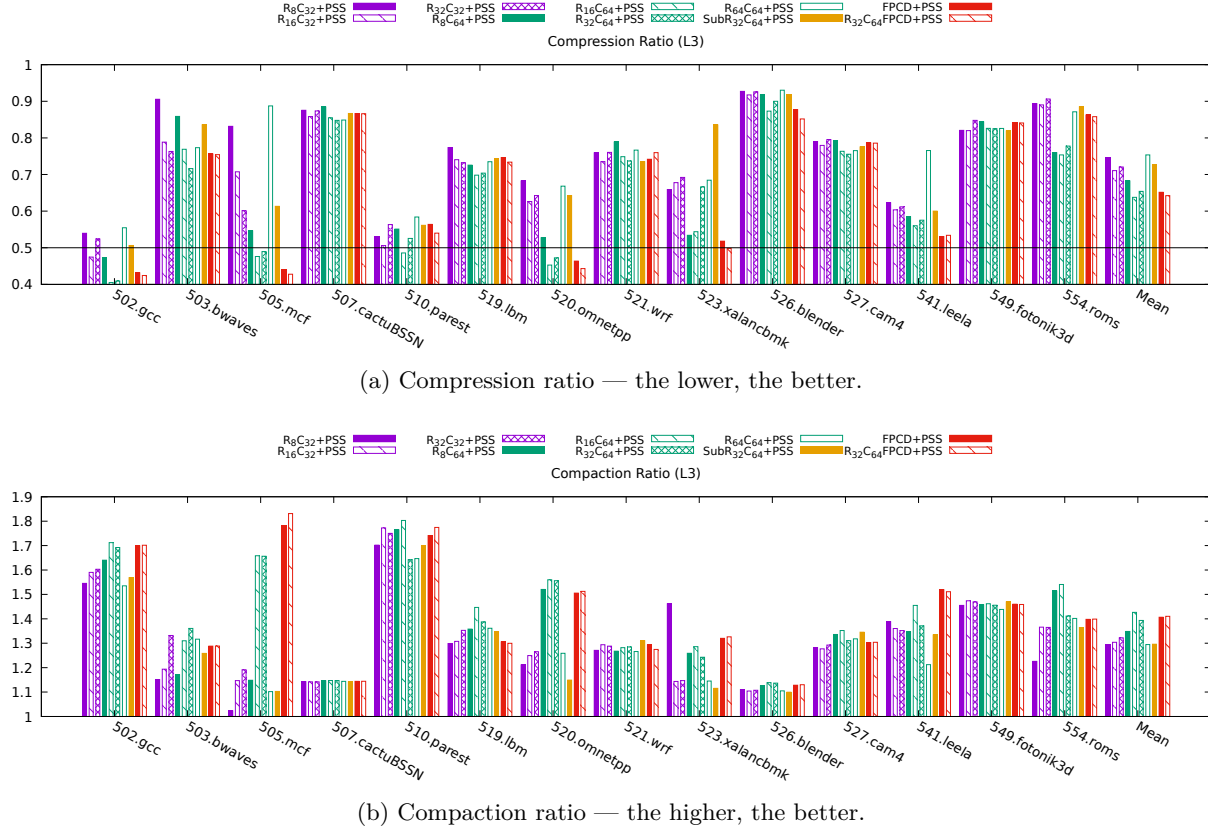 R8C32+PSS R32C32+PSS R16C64+PSS R64C64+PSS FPCD+PSS
R16C32+PSS R8C64+PSS R32C64+PSS SubR32C64+PSS R32C64FPCD+PSS
Compression Ratio (L3)
1
0.9
0.8
0.7
0.6
0.5
0.4
502.gcc 503.bwaves 505.mcf 507.cactuBSSN 510.parest 519.lbm 520.omnetpp 521.wrf 523.xalancbmk 526.blender 527.cam4 541.leela 549.fotonik3d 554.roms Mean
(a) Compression ratio — the lower, the better.
R8C32+PSS R32C32+PSS R16C64+PSS R64C64+PSS FPCD+PSS
R16C32+PSS R8C64+PSS R32C64+PSS SubR32C64+PSS R32C64FPCD+PSS
Compaction Ratio (L3)
1.9
1.8
1.7
1.6
1.5
1.4
1.3
1.2
1.1
1
502.gcc 503.bwaves 505.mcf 507.cactuBSSN 510.parest 519.lbm 520.omnetpp 521.wrf 523.xalancbmk 526.blender 527.cam4 541.leela 549.fotonik3d 554.roms Mean
(b) Compaction ratio — the higher, the better.